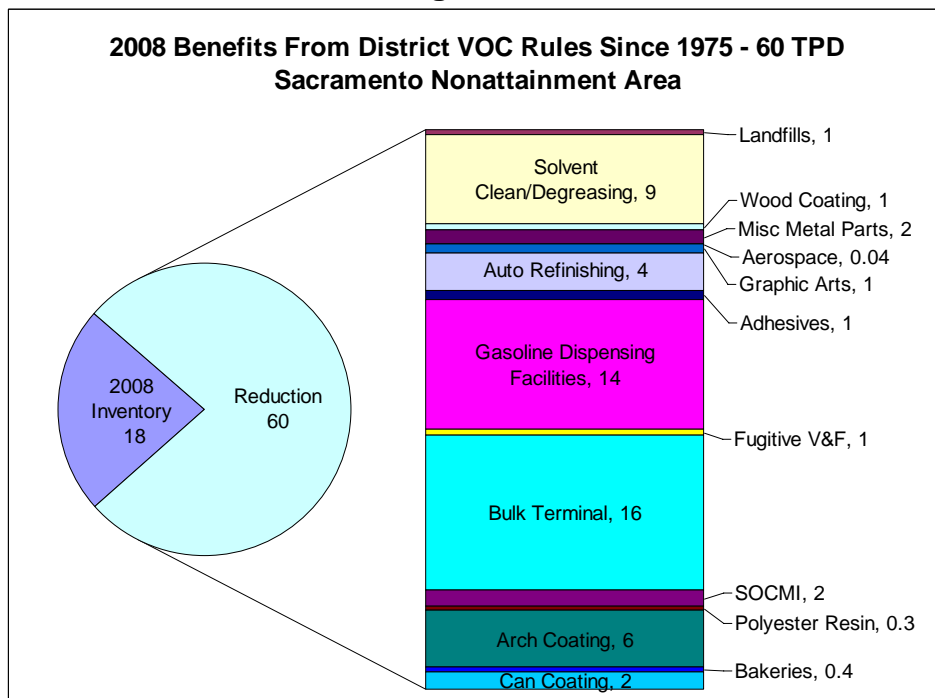 2008 Benefits From District VOC Rules Since 1975 - 60 TPD
Sacramento Nonattainment Area
2008
Inventory
18
Reduction
60
Landfills, 1
Solvent
Clean/Degreasing, 9
Wood Coating, 1
Misc Metal Parts, 2
Aerospace, 0.04
Graphic Arts, 1
Auto Refinishing, 4
Adhesives, 1
Gasoline Dispensing
Facilities, 14
Fugitive V&F, 1
Bulk Terminal, 16
SOCMI, 2
Polyester Resin, 0.3
Arch Coating, 6
Bakeries, 0.4
Can Coating, 2